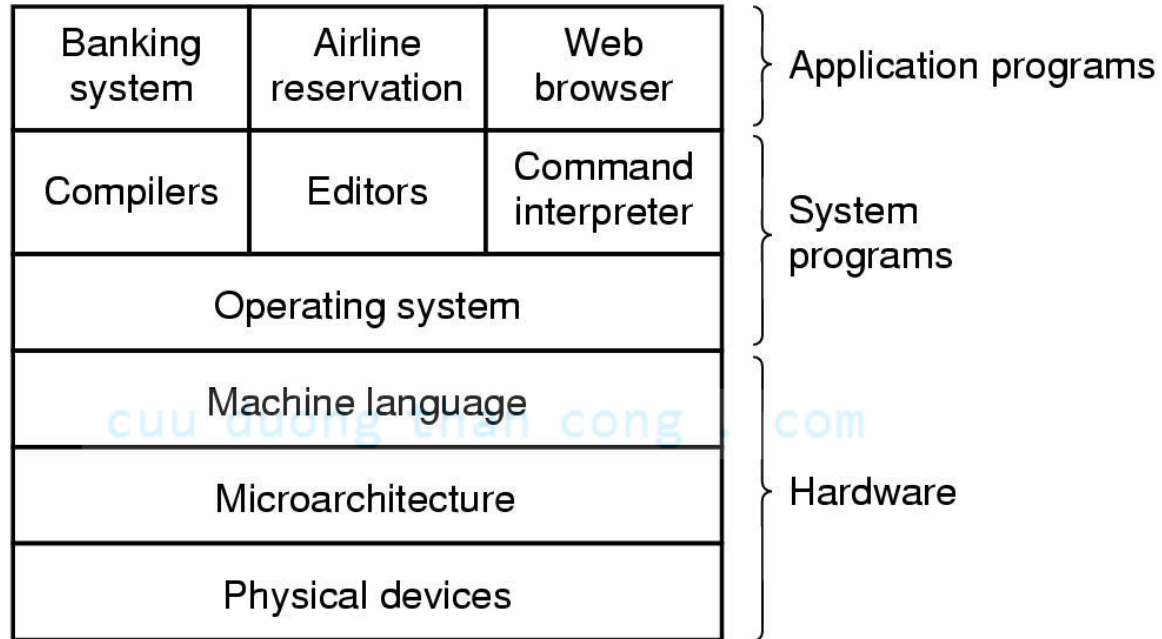 Banking
system
Airline
reservation
Web
browser
Application programs
Compilers
Editors
Command
interpreter
System
programs
Operating system
Machine language
cuu duong than cong . com
Microarchitecture
Hardware
Physical devices